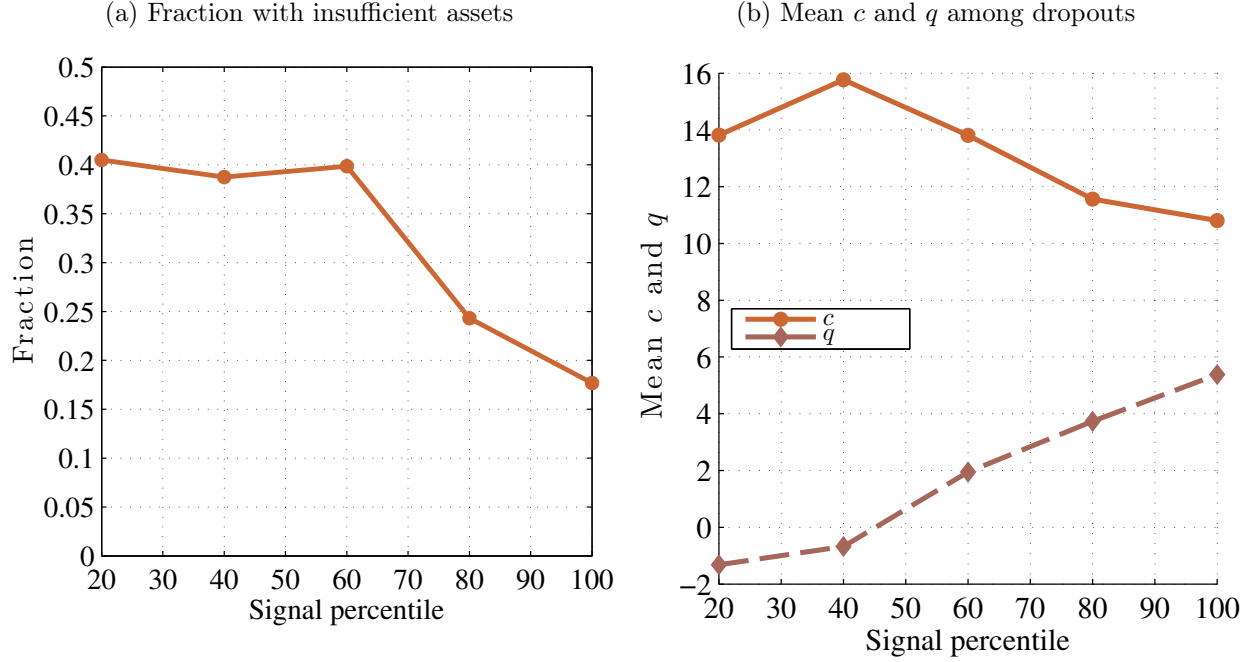 (a) Fraction with insufficient assets
0.5
0.45
0.4
0.35
0.3
0.25
0.2
0.15
0.1
0.05
0
Fraction
20 30 40 50 60 70 80 90 100
Signal percentile
(b) Mean c and q among dropouts
16
14
12
10
8
6
4
2
0
−2
Mean c and q
c
q
20 30 40 50 60 70 80 90 100
Signal percentile